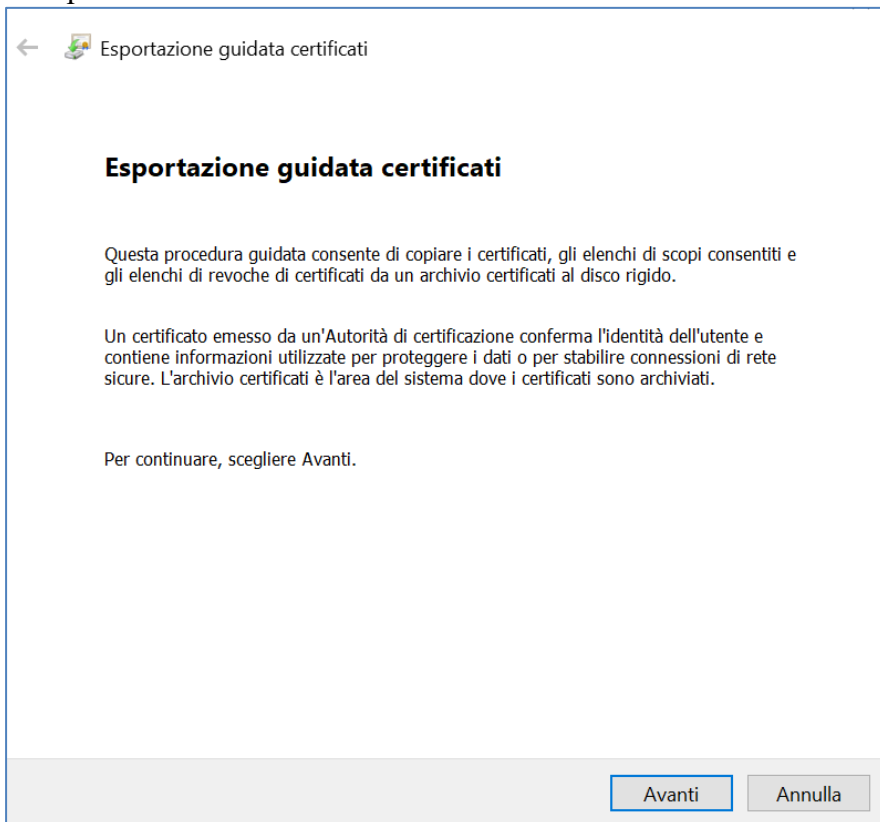 Esportazione guidata certificati
Esportazione guidata certificati
Questa procedura guidata consente di copiare i certificati, gli elenchi di scopi consentiti e
gli elenchi di revoche di certificati da un archivio certificati al disco rigido.
Un certificato emesso da un'Autorità di certificazione conferma l'identità dell'utente e
contiene informazioni utilizzate per proteggere i dati o per stabilire connessioni di rete
sicure. L'archivio certificati è l'area del sistema dove i certificati sono archiviati.
Per continuare, scegliere Avanti.
Avanti
Annulla